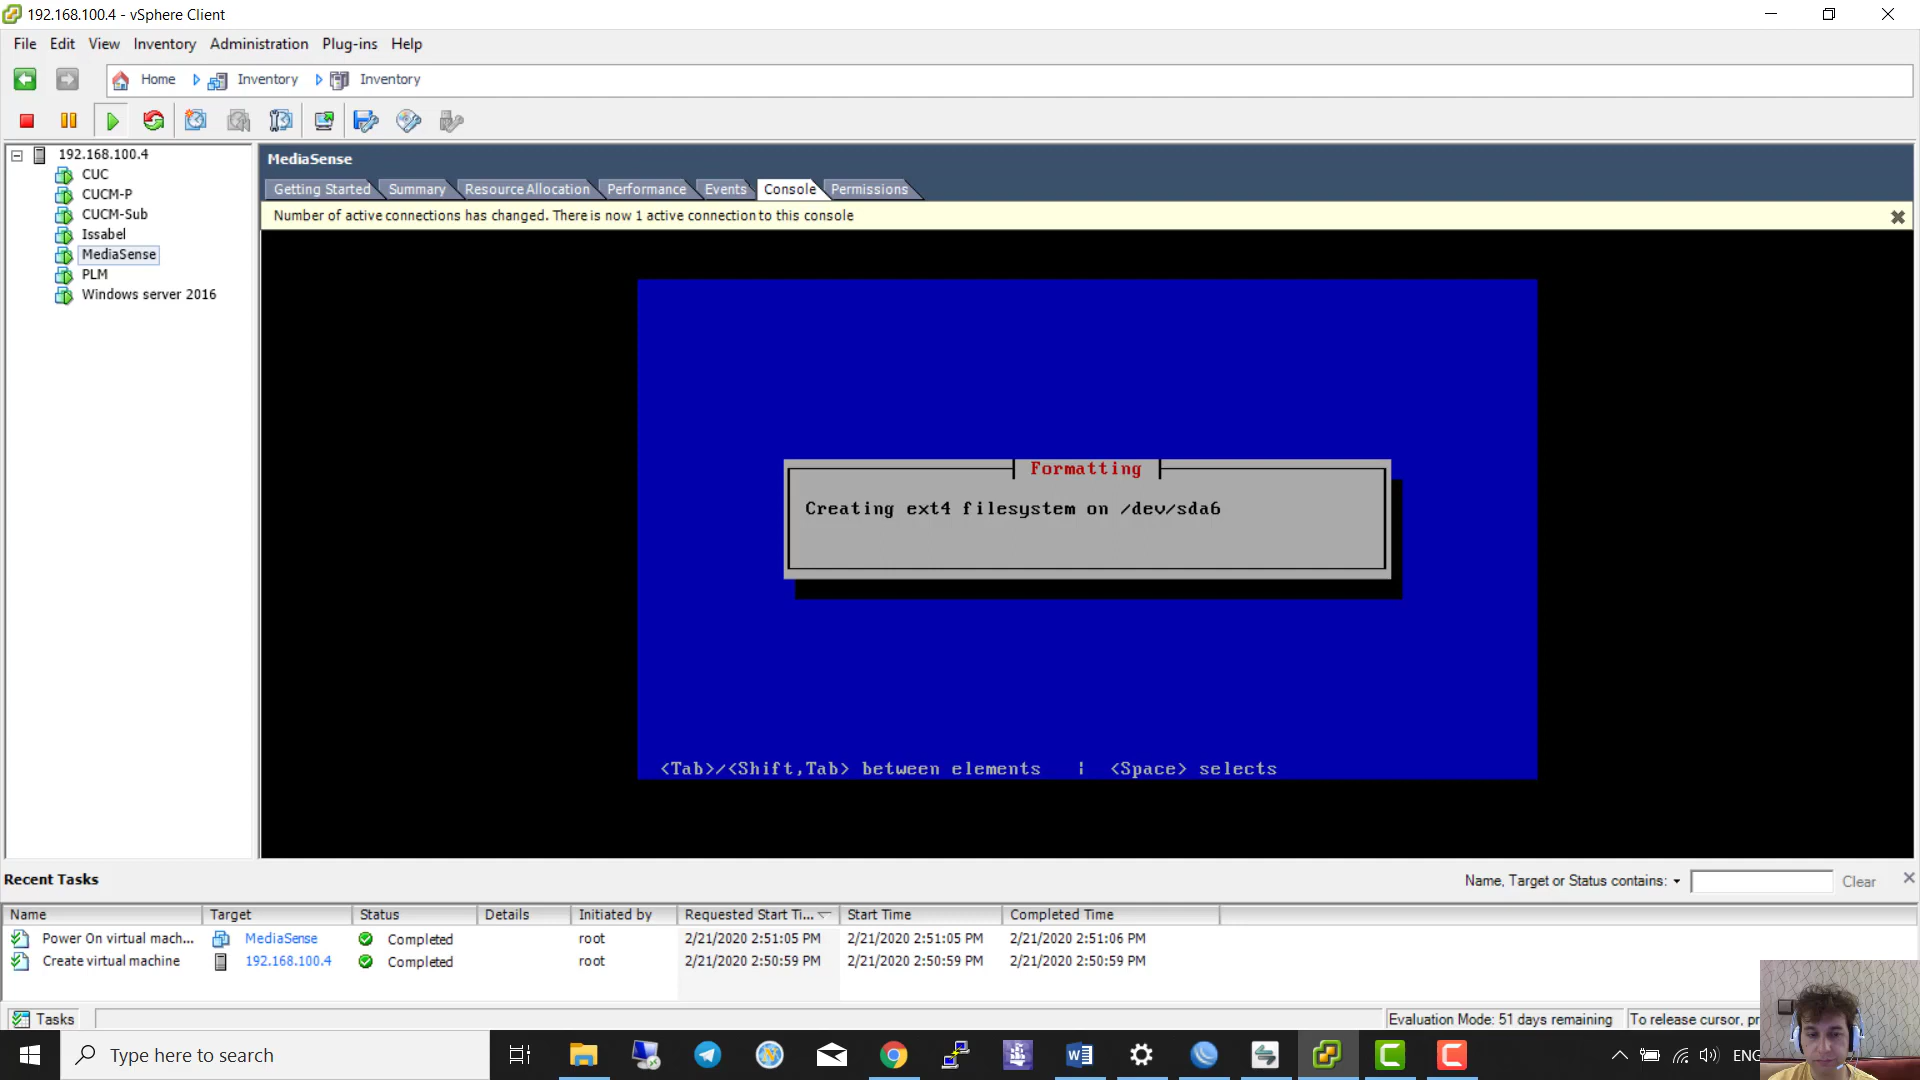 192.168.100.4 - vSphere Client
File Edit View Inventory Administration Plug-ins Help
Home Inventory Inventory
192.168.100.4
CUC
CUCM-P
CUCM-Sub
Issabel
MediaSense
PLM
Windows server 2016
MediaSense
Getting Started Summary Resource Allocation Performance Events Console Permissions
Number of active connections has changed. There is now 1 active connection to this console
Formatting
Creating ext4 filesystem on /dev/sda6
<Tab>/<Shift,Tab> between elements | <Space> selects
Recent Tasks
Name, Target or Status contains: Clear
Name Target Status Details Initiated by Requested Start Ti... Start Time Completed Time
Power On virtual mach... MediaSense Completed root 2/21/2020 2:51:05 PM 2/21/2020 2:51:05 PM 2/21/2020 2:51:06 PM
Create virtual machine 192.168.100.4 Completed root 2/21/2020 2:50:59 PM 2/21/2020 2:50:59 PM 2/21/2020 2:50:59 PM
Tasks Evaluation Mode: 51 days remaining To release cursor, pr
Type here to search ENG